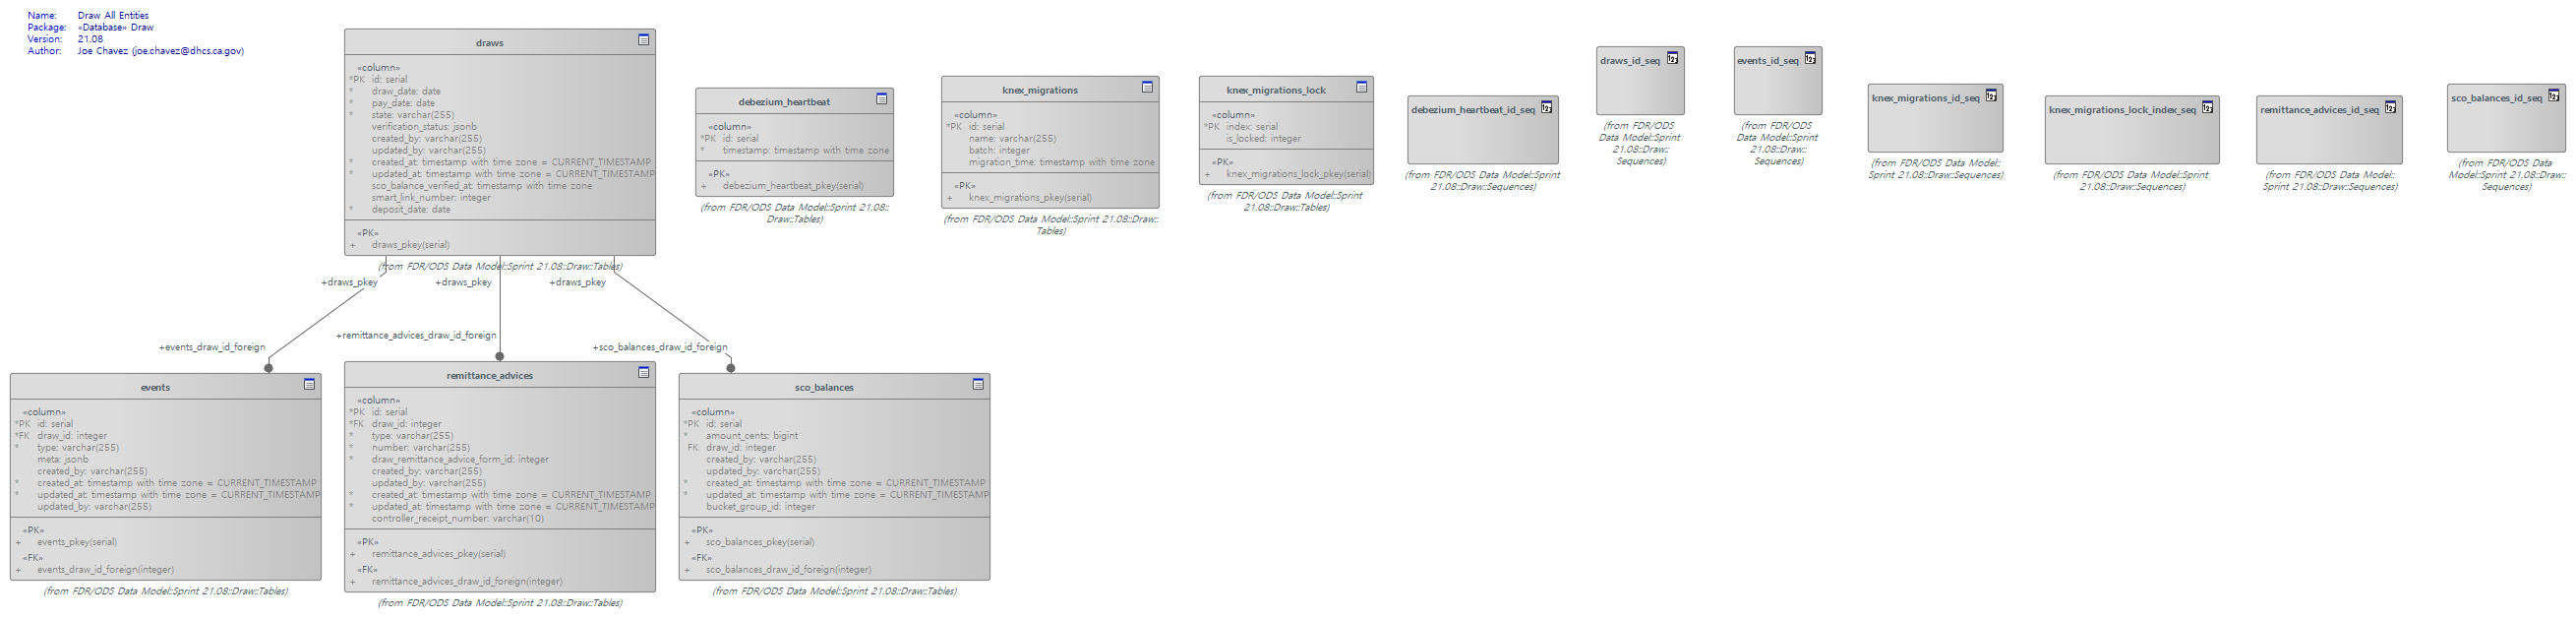 Name: Draw All Entities
Package: «Database» Draw
Version: 21.08
Author: Joe Chavez (joe.chavez@dhcs.ca.gov)
draws
«column»
*PK id: serial
* draw_date: date
* pay_date: date
* state: varchar(255)
verification_status: jsonb
created_by: varchar(255)
updated_by: varchar(255)
* created_at: timestamp with time zone = CURRENT_TIMESTAMP
* updated_at: timestamp with time zone = CURRENT_TIMESTAMP
sco_balance_verified_at: timestamp with time zone
smart_link_number: integer
* deposit_date: date
«PK»
+ draws_pkey(serial)
(from FDR/ODS Data Model::Sprint 21.08::Draw::Tables)
debezium_heartbeat
«column»
*PK id: serial
* timestamp: timestamp with time zone
«PK»
+ debezium_heartbeat_pkey(serial)
(from FDR/ODS Data Model::Sprint 21.08::
Draw::Tables)
knex_migrations
«column»
*PK id: serial
name: varchar(255)
batch: integer
migration_time: timestamp with time zone
«PK»
+ knex_migrations_pkey(serial)
(from FDR/ODS Data Model::Sprint 21.08::Draw::
Tables)
knex_migrations_lock
«column»
*PK index: serial
is_locked: integer
«PK»
+ knex_migrations_lock_pkey(serial)
(from FDR/ODS Data Model::Sprint
21.08::Draw::Tables)
debezium_heartbeat_id_seq
(from FDR/ODS Data Model::Sprint
21.08::Draw::Sequences)
draws_id_seq
(from FDR/ODS
Data Model::Sprint
21.08::Draw::
Sequences)
events_id_seq
(from FDR/ODS
Data Model::Sprint
21.08::Draw::
Sequences)
knex_migrations_id_seq
(from FDR/ODS Data Model::
Sprint 21.08::Draw::Sequences)
knex_migrations_lock_index_seq
(from FDR/ODS Data Model::Sprint
21.08::Draw::Sequences)
remittance_advices_id_seq
(from FDR/ODS Data Model::
Sprint 21.08::Draw::Sequences)
sco_balances_id_seq
(from FDR/ODS Data
Model::Sprint 21.08::Draw::
Sequences)
+draws_pkey
+draws_pkey
+draws_pkey
+events_draw_id_foreign
+remittance_advices_draw_id_foreign
+sco_balances_draw_id_foreign
events
«column»
*PK id: serial
*FK draw_id: integer
* type: varchar(255)
meta: jsonb
created_by: varchar(255)
* created_at: timestamp with time zone = CURRENT_TIMESTAMP
* updated_at: timestamp with time zone = CURRENT_TIMESTAMP
updated_by: varchar(255)
«PK»
+ events_pkey(serial)
«FK»
+ events_draw_id_foreign(integer)
(from FDR/ODS Data Model::Sprint 21.08::Draw::Tables)
remittance_advices
«column»
*PK id: serial
*FK draw_id: integer
* type: varchar(255)
* number: varchar(255)
* draw_remittance_advice_form_id: integer
created_by: varchar(255)
updated_by: varchar(255)
* created_at: timestamp with time zone = CURRENT_TIMESTAMP
* updated_at: timestamp with time zone = CURRENT_TIMESTAMP
controller_receipt_number: varchar(10)
«PK»
+ remittance_advices_pkey(serial)
«FK»
+ remittance_advices_draw_id_foreign(integer)
(from FDR/ODS Data Model::Sprint 21.08::Draw::Tables)
sco_balances
«column»
*PK id: serial
* amount_cents: bigint
FK draw_id: integer
created_by: varchar(255)
updated_by: varchar(255)
* created_at: timestamp with time zone = CURRENT_TIMESTAMP
* updated_at: timestamp with time zone = CURRENT_TIMESTAMP
bucket_group_id: integer
«PK»
+ sco_balances_pkey(serial)
«FK»
+ sco_balances_draw_id_foreign(integer)
(from FDR/ODS Data Model::Sprint 21.08::Draw::Tables)